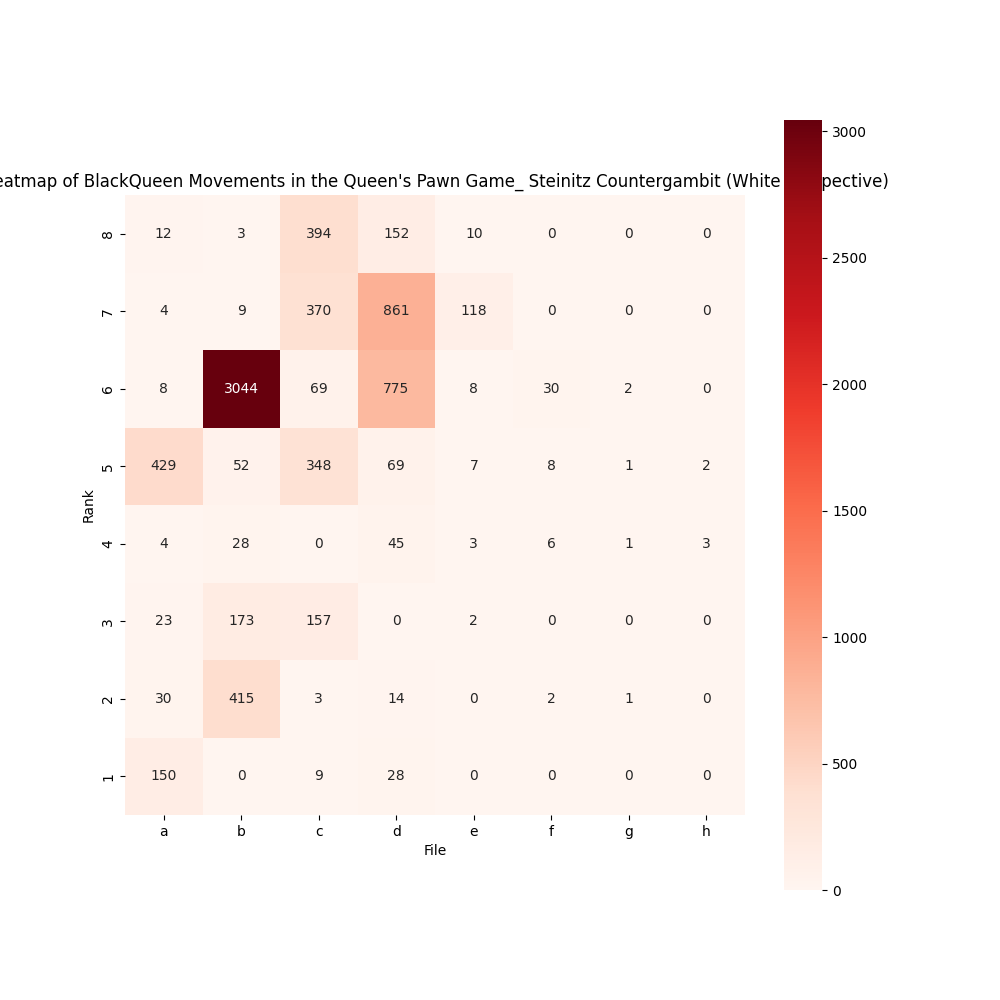 eatmap of BlackQueen Movements in the Queen's Pawn Game_ Steinitz Countergambit (White pective)
3000
2500
2000
1500
1000
500
0
Rank
8 12 3 394 152 10 0 0 0
7 4 9 370 861 118 0 0 0
6 8 3044 69 775 8 30 2 0
5 429 52 348 69 7 8 1 2
4 4 28 0 45 3 6 1 3
3 23 173 157 0 2 0 0 0
2 30 415 3 14 0 2 1 0
1 150 0 9 28 0 0 0 0
a b c d e f g h
File